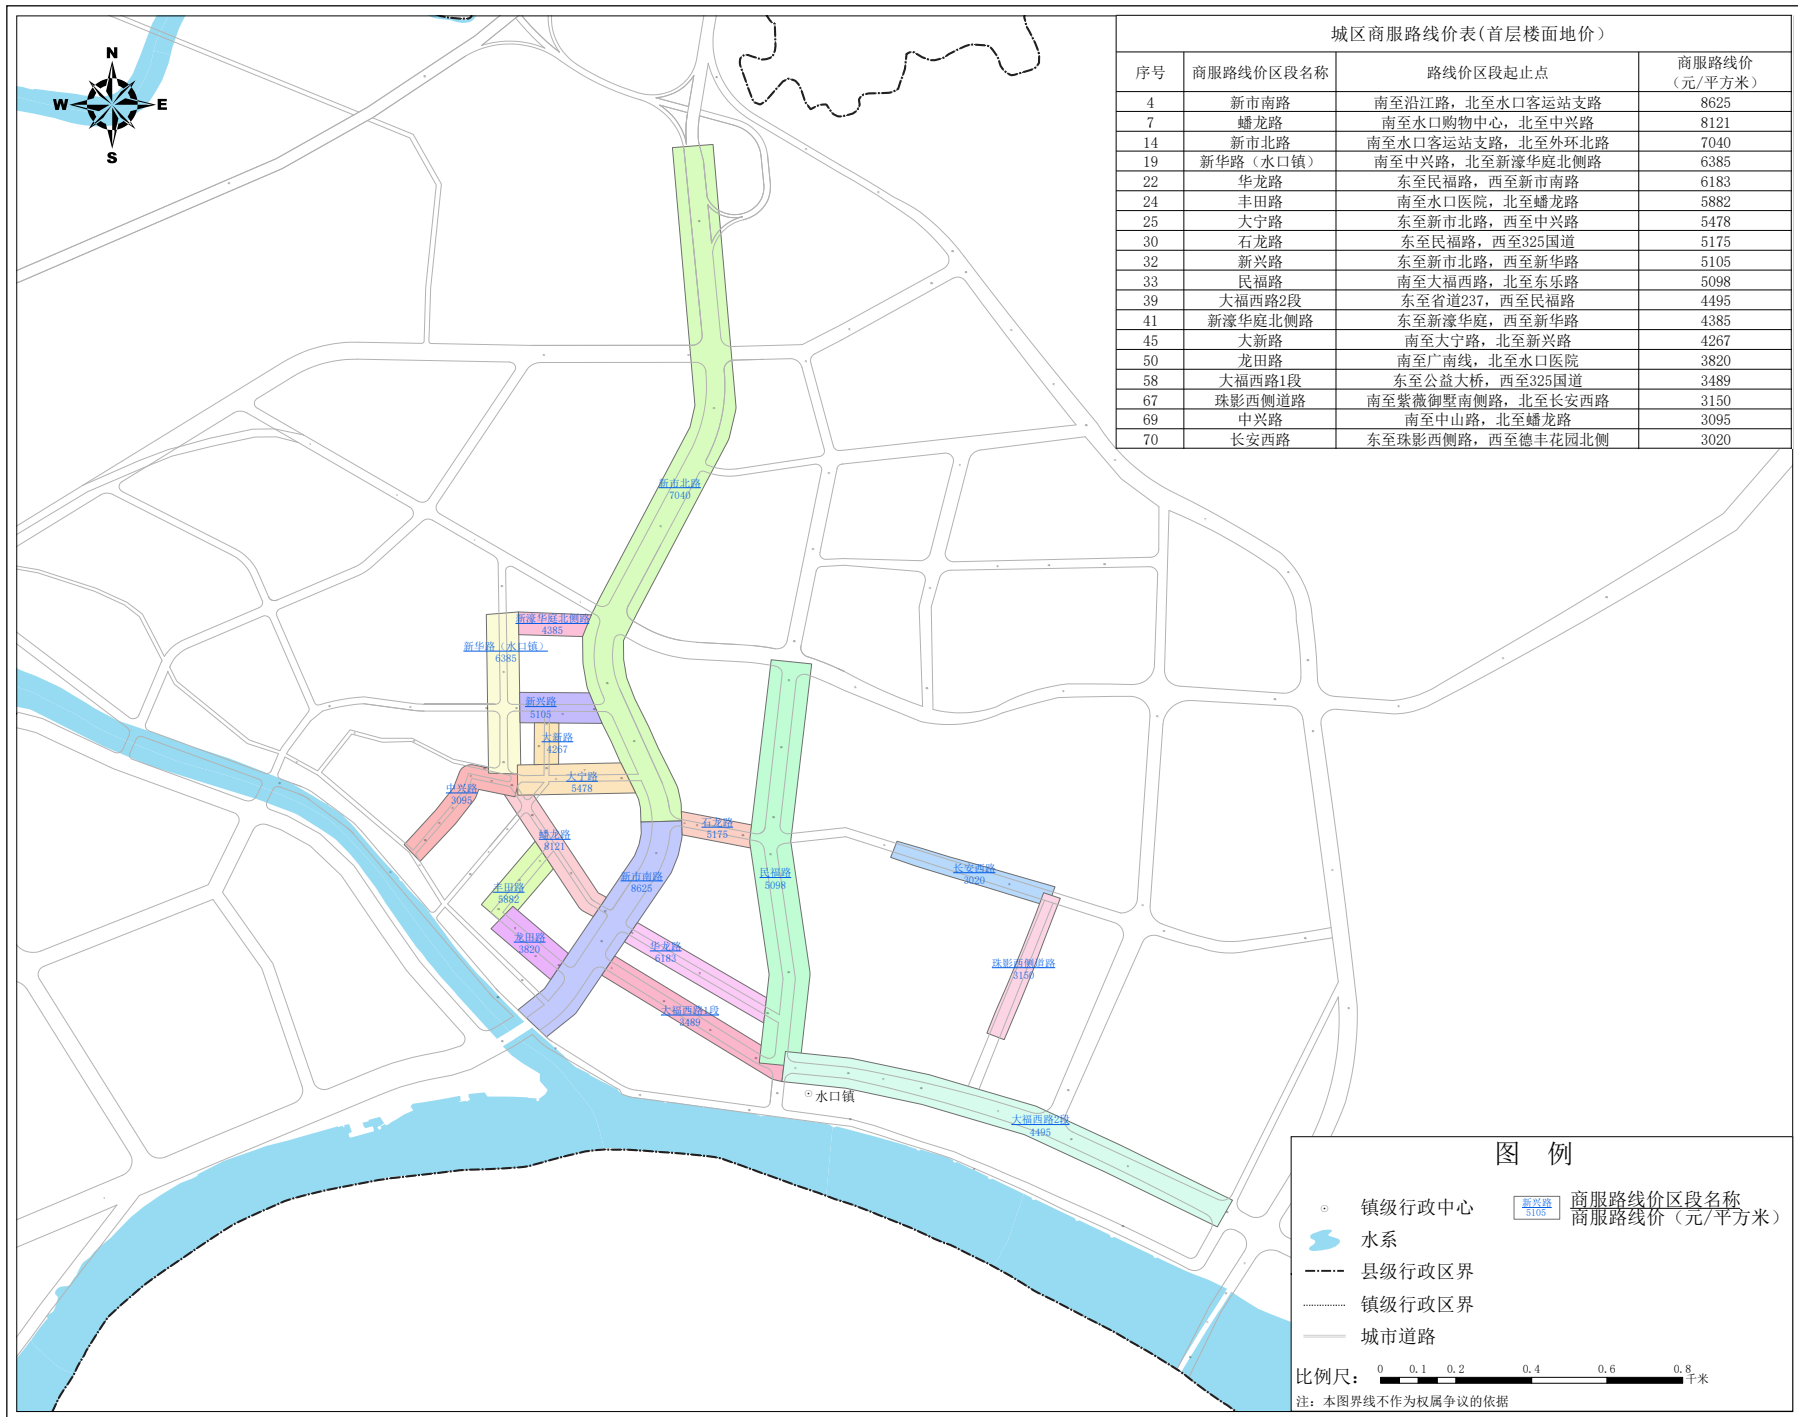 城区商服路线价表(首层楼面地价)
序号 商服路线价区段名称 路线价区段起止点 商服路线价(元/平方米)
4 新市南路 南至沿江路，北至水口客运站支路 8625
7 蟠龙路 南至水口购物中心，北至中兴路 8121
14 新市北路 南至水口客运站支路，北至外环北路 7040
19 新华路（水口镇） 南至中兴路，北至新濠华庭北侧路 6385
22 华龙路 东至民福路，西至新市南路 6183
24 丰田路 南至水口医院，北至蟠龙路 5882
25 大宁路 东至新市北路，西至中兴路 5478
30 石龙路 东至民福路，西至325国道 5175
32 新兴路 东至新市北路，西至新华路 5105
33 民福路 南至大福西路，北至东乐路 5098
39 大福西路2段 东至省道237，西至民福路 4495
41 新濠华庭北侧路 东至新濠华庭，西至新华路 4385
45 大新路 南至大宁路，北至新兴路 4267
50 龙田路 南至广南线，北至水口医院 3820
58 大福西路1段 东至公益大桥，西至325国道 3489
67 珠影西侧道路 南至紫薇御墅南侧路，北至长安西路 3150
69 中兴路 南至中山路，北至蟠龙路 3095
70 长安西路 东至珠影西侧路，西至德丰花园北侧 3020
N
W E
S
新市北路
7040
新濠华庭北侧路
4385
新华路（水口镇）
6385
新兴路
5105
大新路
4267
大宁路
5478
中兴路
3095
蟠龙路
8121
石龙路
5175
民福路
5098
长安西路
3020
新市南路
8625
丰田路
5882
龙田路
3820
华龙路
6183
珠影西侧道路
3150
大福西路1段
3489
水口镇
大福西路2段
4495
图 例
镇级行政中心
新兴路
5105
商服路线价区段名称
商服路线价（元/平方米）
水系
县级行政区界
镇级行政区界
城市道路
比例尺： 0 0.1 0.2 0.4 0.6 0.8 千米
注：本图界线不作为权属争议的依据